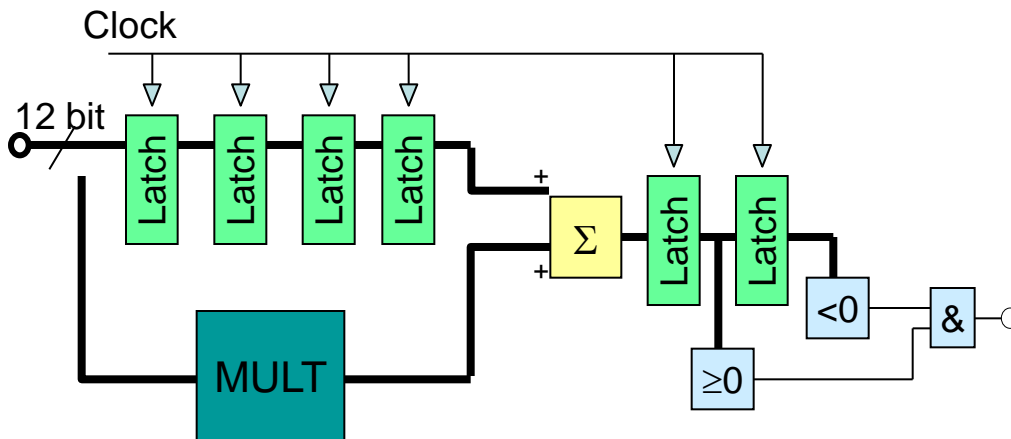 Clock
12 bit
Latch
Latch
Latch
Latch
+
Σ
+
Latch
Latch
<0
&
≥0
MULT